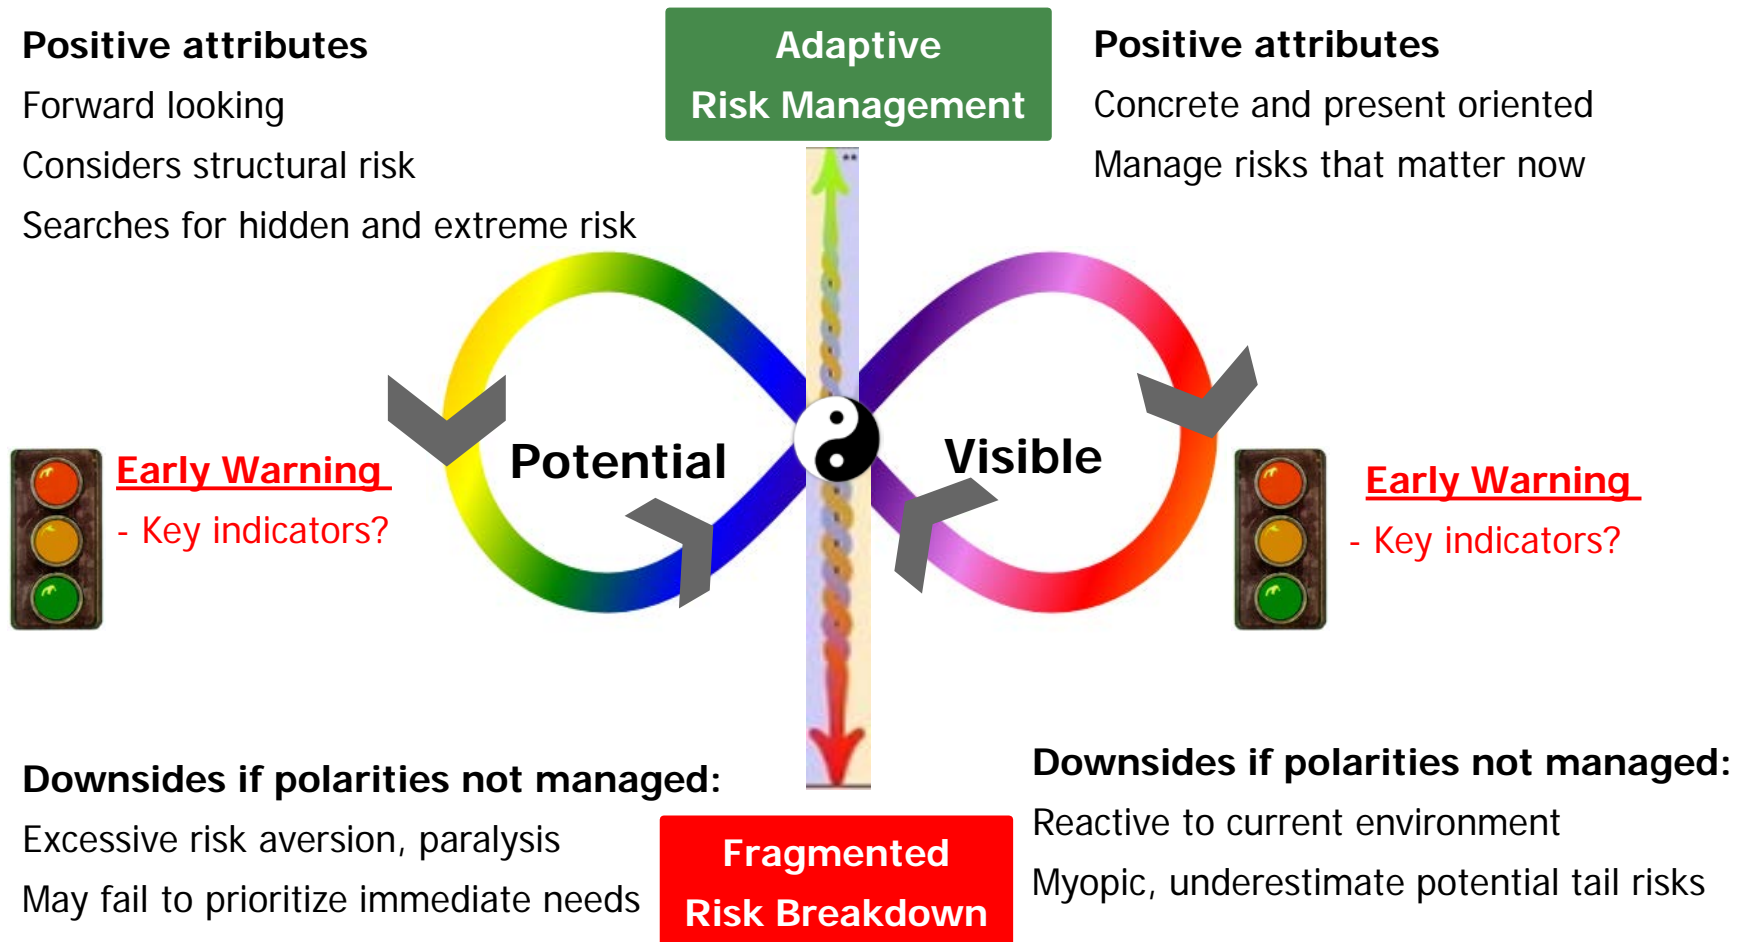 Positive attributes
Forward looking
Considers structural risk
Searches for hidden and extreme risk
Adaptive
Risk Management
Positive attributes
Concrete and present oriented
Manage risks that matter now
Potential
Visible
Early Warning
- Key indicators?
Early Warning
- Key indicators?
Downsides if polarities not managed:
Excessive risk aversion, paralysis
May fail to prioritize immediate needs
Fragmented
Risk Breakdown
Downsides if polarities not managed:
Reactive to current environment
Myopic, underestimate potential tail risks